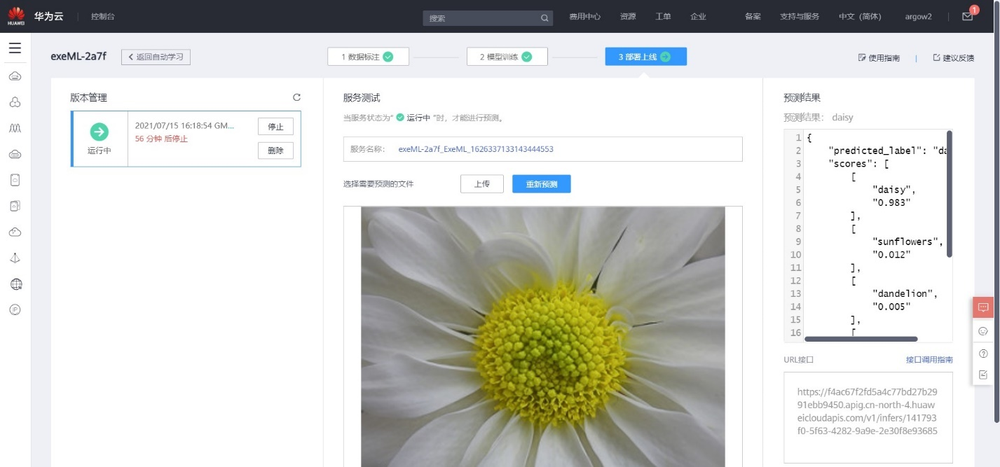 HUAWEI
华为云
控制台
搜索
费用中心
资源
工单
企业
备案
支持与服务
中文（简体）
argow2
1
exeML-2a7f
返回自动学习
1 数据标注
2 模型训练
3 部署上线
使用指南
建议反馈
版本管理
运行中
2021/07/15 16:18:54 GM...
56 分钟 后停止
停止
删除
服务测试
当服务状态为“ 运行中 ”时，才能进行预测。
服务名称： exeML-2a7f_ExeML_1626337133143444553
选择需要预测的文件
上传
重新预测
预测结果
预测结果： daisy
1 {
2 "predicted_label": "da
3 "scores": [
4 [
5 "daisy",
6 "0.983"
7 ],
8 [
9 "sunflowers",
10 "0.012"
11 ],
12 [
13 "dandelion",
14 "0.005"
15 ],
16 [
URL接口
接口调用指南
https://f4ac67f2fd5a4c77bd27b29
91ebb9450.apig.cn-north-4.huaw
eicloudapis.com/v1/infers/141793
f0-5f63-4282-9a9e-2e30f8e93685